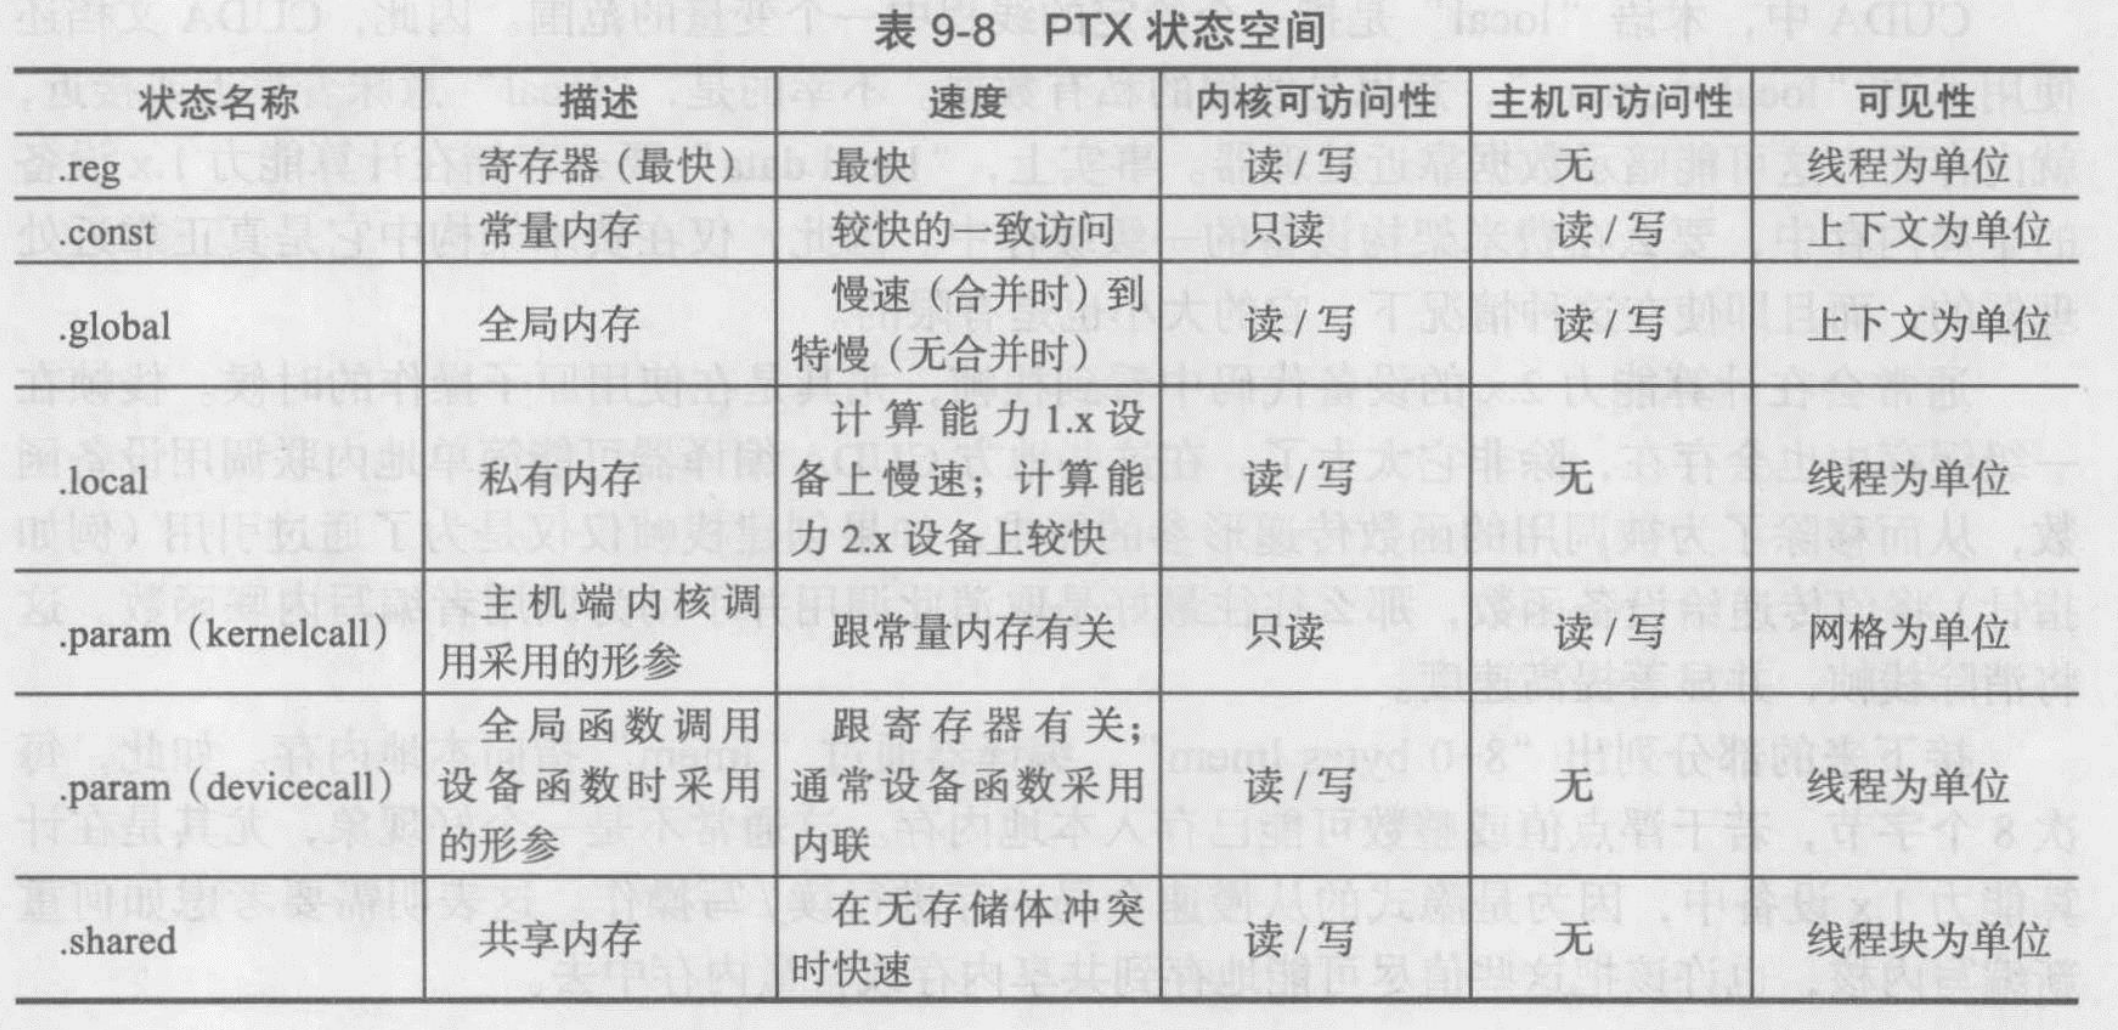 表 9-8 PTX 状态空间
状态名称 描述 速度 内核可访问性 主机可访问性 可见性
.reg 寄存器（最快） 最快 读 / 写 无 线程为单位
.const 常量内存 较快的一致访问 只读 读 / 写 上下文为单位
.global 全局内存 慢速（合并时）到
特慢（无合并时） 读 / 写 读 / 写 上下文为单位
.local 私有内存 计算能力 1.x 设
备上慢速；计算能
力 2.x 设备上较快 读 / 写 无 线程为单位
.param（kernelcall） 主机端内核调
用采用的形参 跟常量内存有关 只读 读 / 写 网格为单位
.param（devicecall） 全局函数调用
设备函数时采用
的形参 跟寄存器有关；
通常设备函数采用
内联 读 / 写 无 线程为单位
.shared 共享内存 在无存储体冲突
时快速 读 / 写 无 线程块为单位